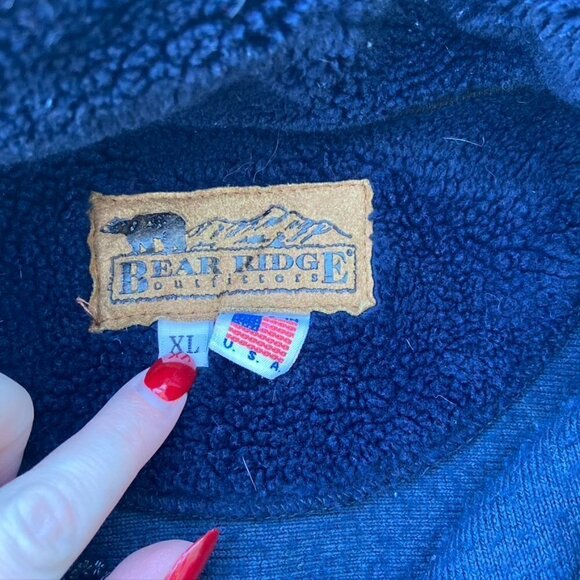 BEAR RIDGE®
OUTFITTERS
XL
U.S.A